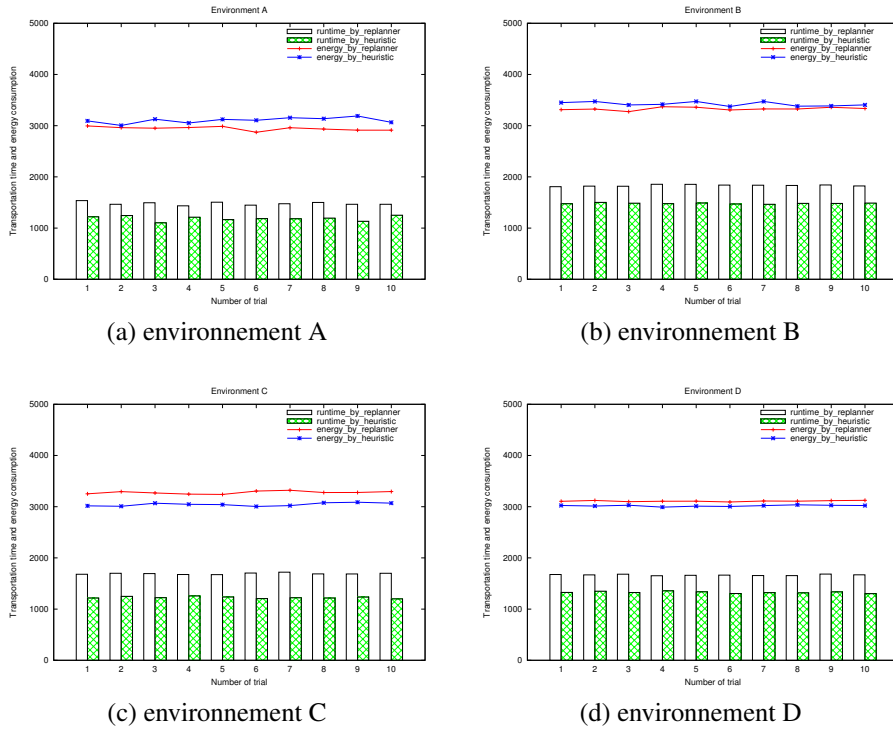 Environment A
5000
4000
3000
2000
1000
0
Transportation time and energy consumption
runtime_by_replanner
runtime_by_heuristic
energy_by_replanner
energy_by_heuristic
1 2 3 4 5 6 7 8 9 10
Number of trial
(a) environnement A
Environment B
5000
4000
3000
2000
1000
0
Transportation time and energy consumption
runtime_by_replanner
runtime_by_heuristic
energy_by_replanner
energy_by_heuristic
1 2 3 4 5 6 7 8 9 10
Number of trial
(b) environnement B
Environment C
5000
4000
3000
2000
1000
0
Transportation time and energy consumption
runtime_by_replanner
runtime_by_heuristic
energy_by_replanner
energy_by_heuristic
1 2 3 4 5 6 7 8 9 10
Number of trial
(c) environnement C
Environment D
5000
4000
3000
2000
1000
0
Transportation time and energy consumption
runtime_by_replanner
runtime_by_heuristic
energy_by_replanner
energy_by_heuristic
1 2 3 4 5 6 7 8 9 10
Number of trial
(d) environnement D